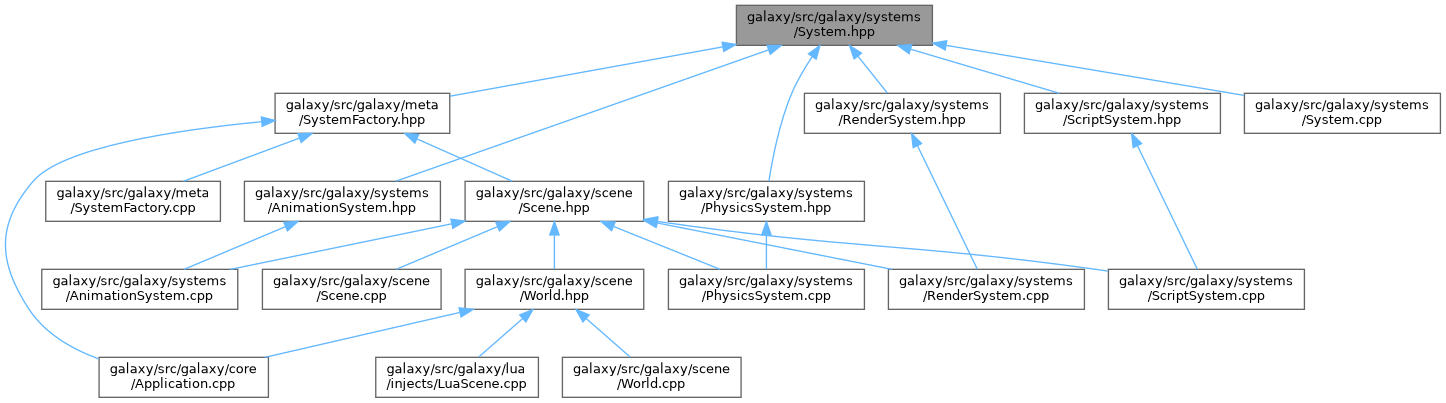 galaxy/src/galaxy/systems
/System.hpp
galaxy/src/galaxy/meta
/SystemFactory.hpp
galaxy/src/galaxy/systems
/RenderSystem.hpp
galaxy/src/galaxy/systems
/ScriptSystem.hpp
galaxy/src/galaxy/systems
/System.cpp
galaxy/src/galaxy/meta
/SystemFactory.cpp
galaxy/src/galaxy/systems
/AnimationSystem.hpp
galaxy/src/galaxy/scene
/Scene.hpp
galaxy/src/galaxy/systems
/PhysicsSystem.hpp
galaxy/src/galaxy/systems
/AnimationSystem.cpp
galaxy/src/galaxy/scene
/Scene.cpp
galaxy/src/galaxy/scene
/World.hpp
galaxy/src/galaxy/systems
/PhysicsSystem.cpp
galaxy/src/galaxy/systems
/RenderSystem.cpp
galaxy/src/galaxy/systems
/ScriptSystem.cpp
galaxy/src/galaxy/core
/Application.cpp
galaxy/src/galaxy/lua
/injects/LuaScene.cpp
galaxy/src/galaxy/scene
/World.cpp